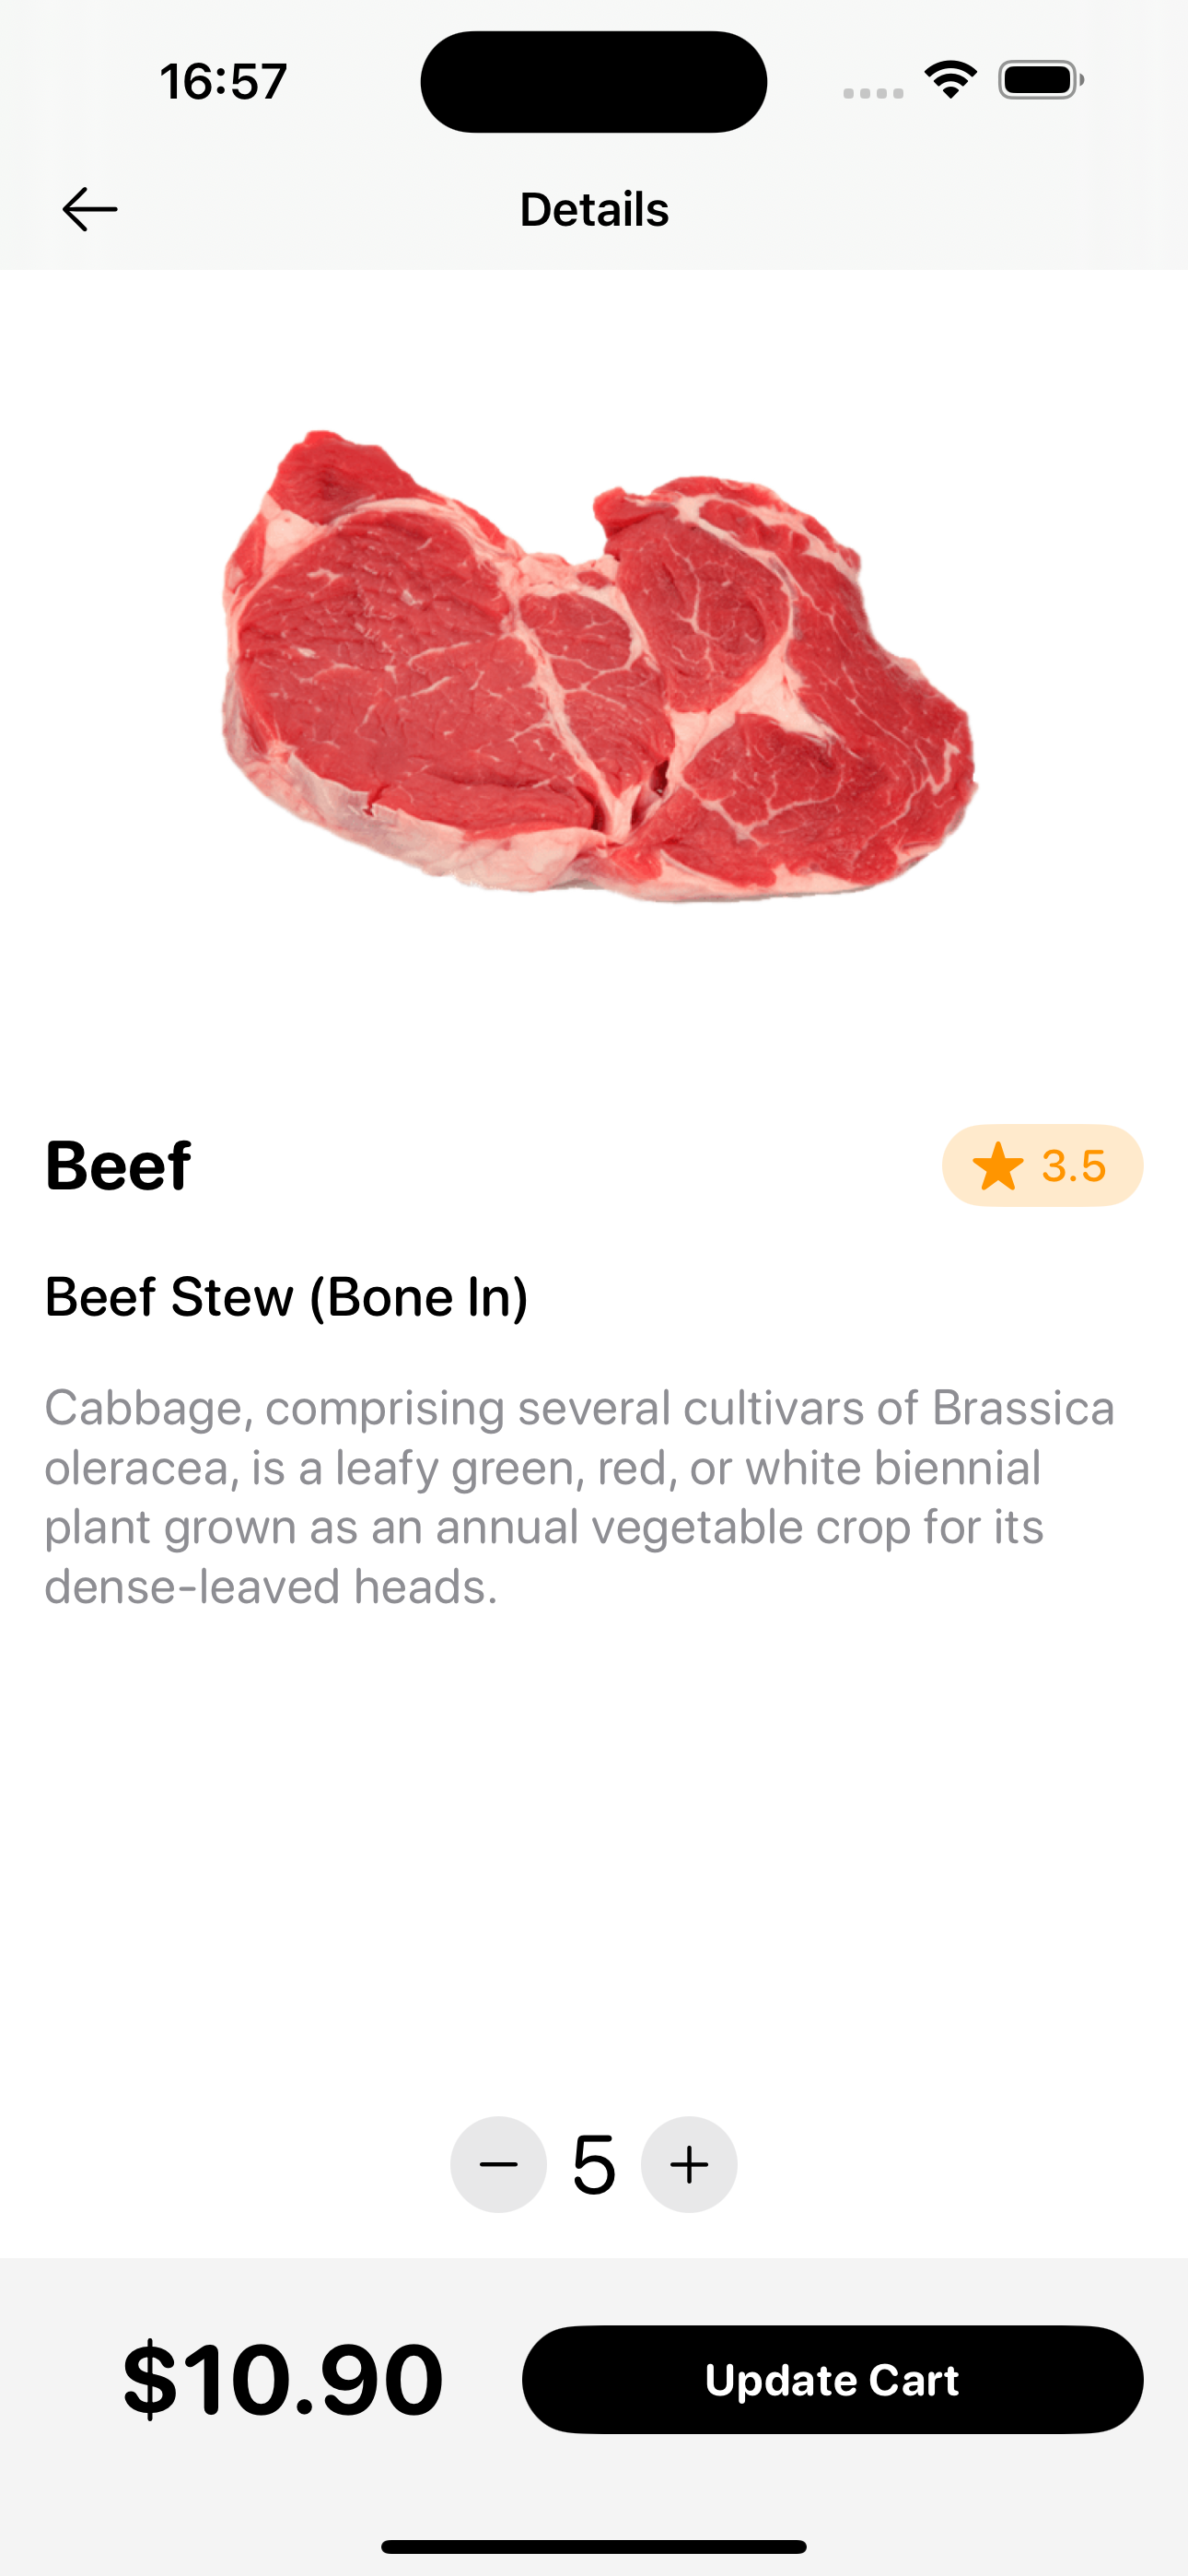 16:57
Details
Beef
3.5
Beef Stew (Bone In)
Cabbage, comprising several cultivars of Brassica
oleracea, is a leafy green, red, or white biennial
plant grown as an annual vegetable crop for its
dense-leaved heads.
5
$10.90
Update Cart